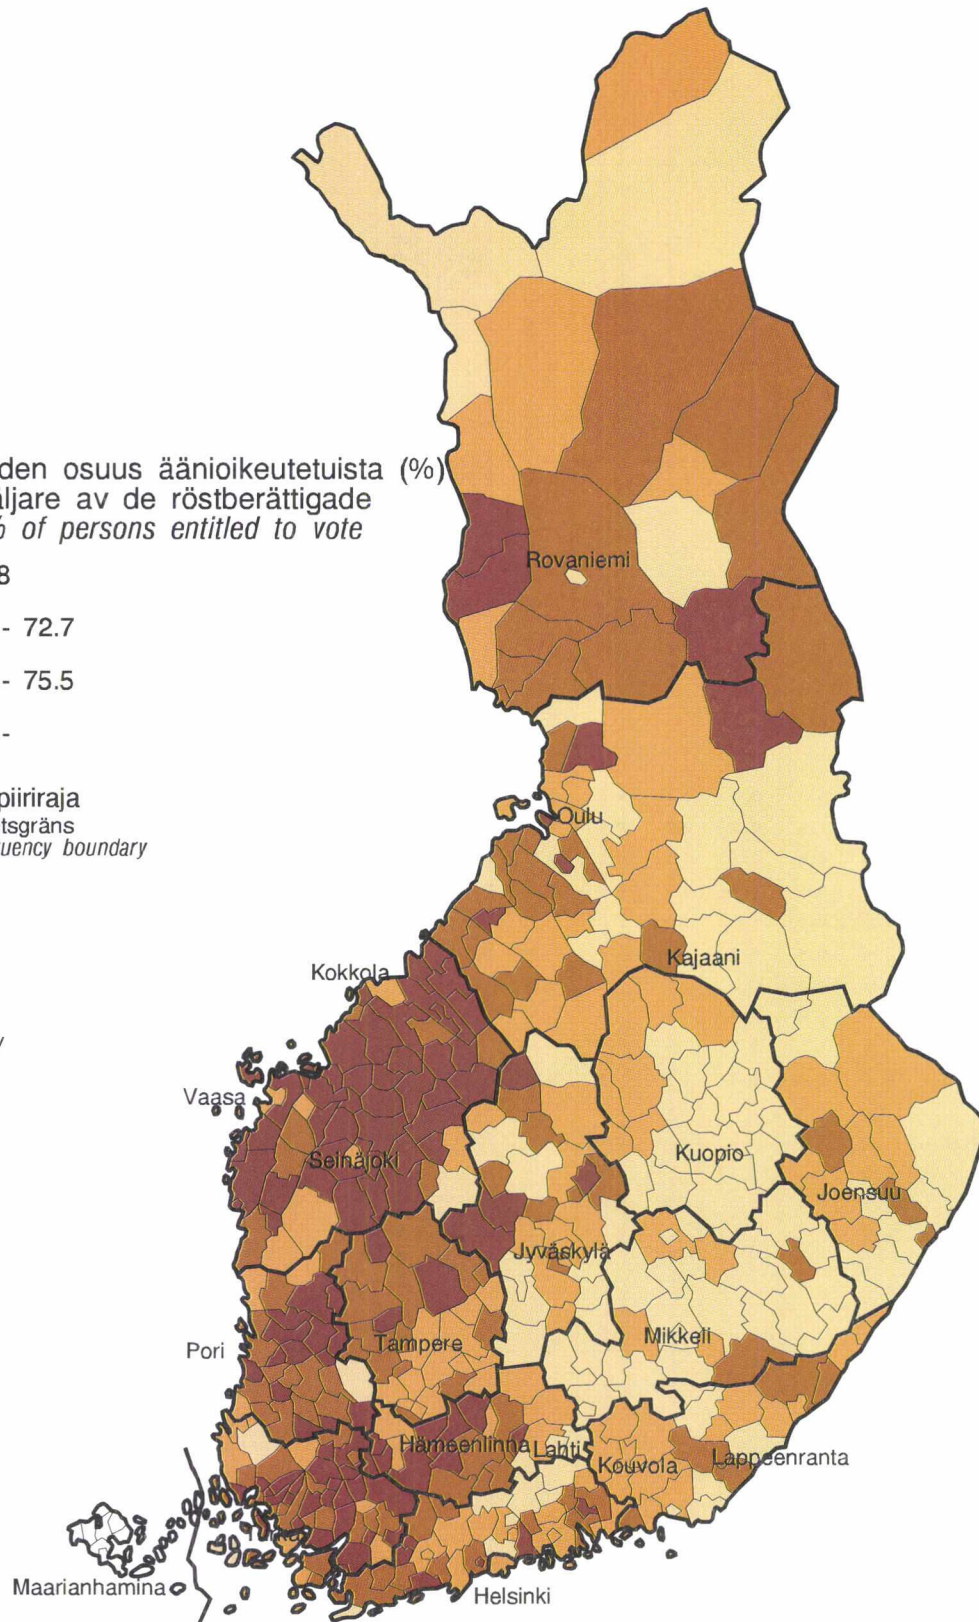 den osuus äänioikeutetuista (%)
äljare av de röstberättigade
% of persons entitled to vote
8
- 72.7
- 75.5
-
piiriraja
tsgräns
uency boundary
Rovaniemi
Oulu
Kajaani
Kokkola
Vaasa
Seinäjoki
Kuopio
Joensuu
Jyväskylä
Mikkeli
Pori
Tampere
Hämeenlinna
Lahti
Kouvola
Lappeenranta
Maarianhamina
Helsinki